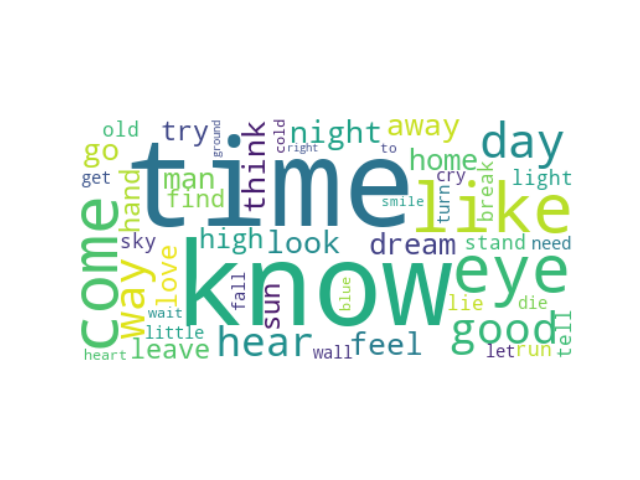 old
try
ground
think
cold
night
right
away
to
day
go
time
home
get
man
find
hand
smile
like
cry
turn
break
light
come
sky
way
love
high
look
dream
stand
need
know
eye
fall
sun
blue
wait
little
lie
die
good
tell
heart
leave
hear
wall
feel
let
run